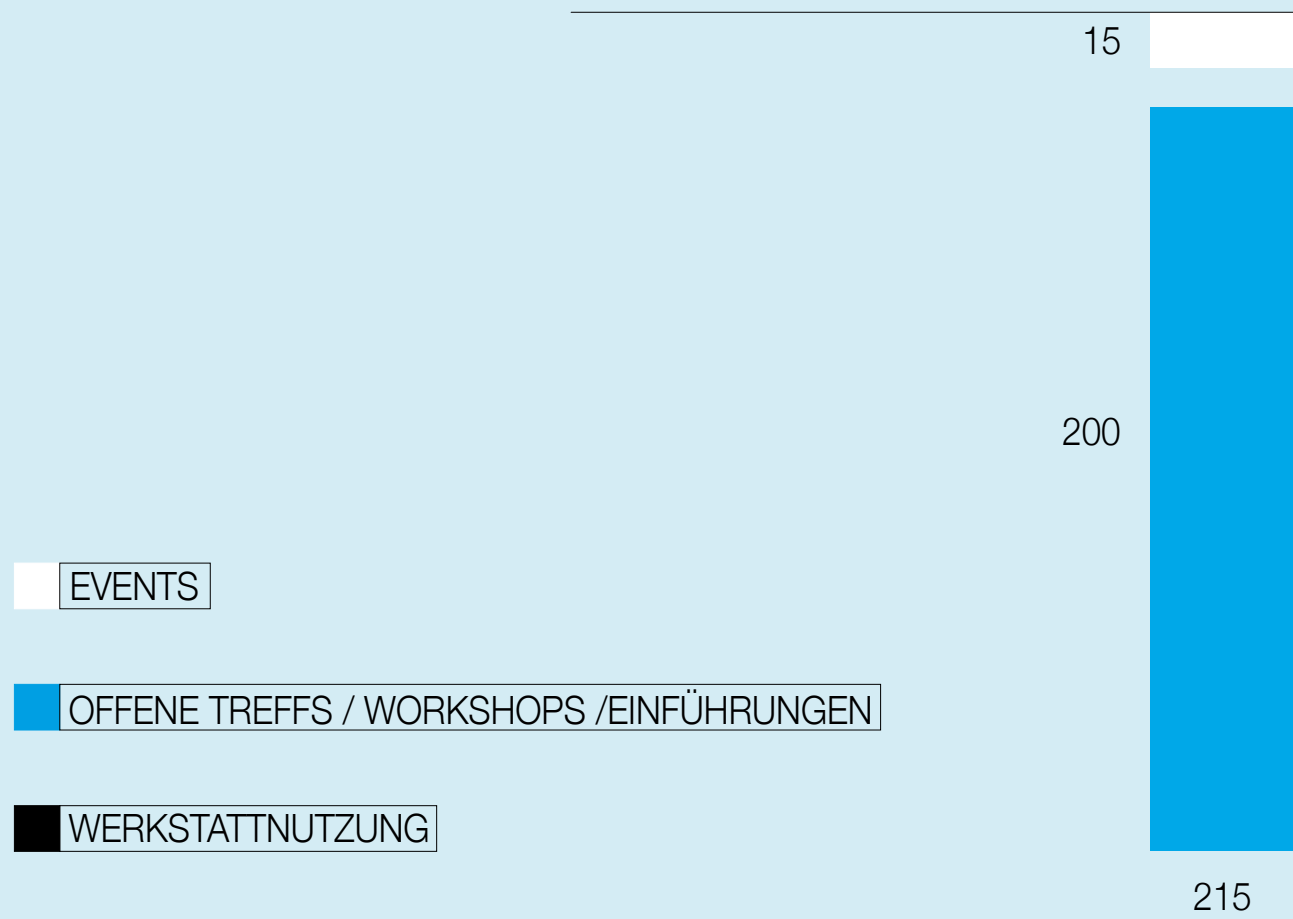 15
200
EVENTS
OFFENE TREFFS / WORKSHOPS /EINFÜHRUNGEN
WERKSTATTNUTZUNG
215